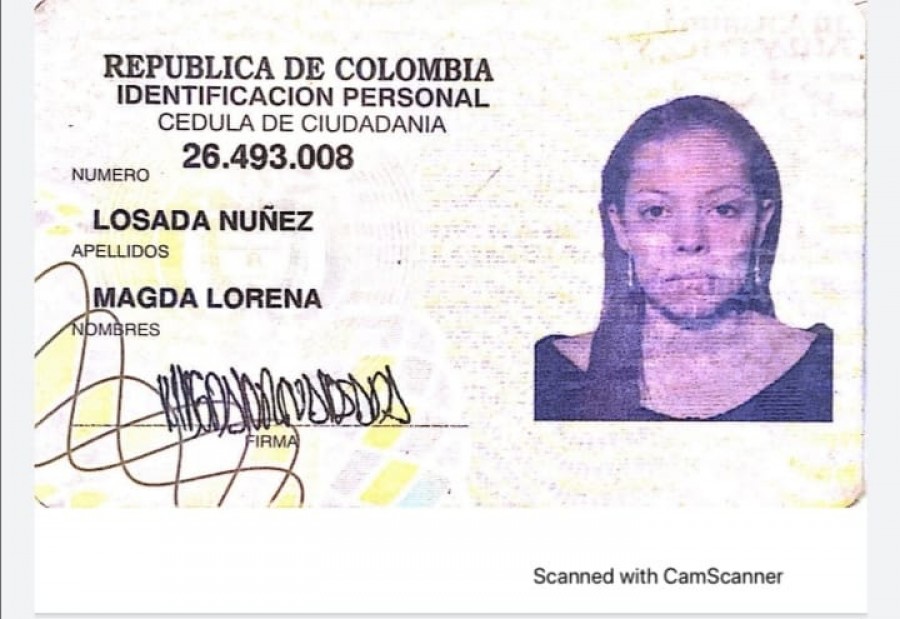 REPUBLICA DE COLOMBIA
IDENTIFICACION PERSONAL
CEDULA DE CIUDADANIA
NUMERO 26.493.008
LOSADA NUÑEZ
APELLIDOS
MAGDA LORENA
NOMBRES
FIRMA
Scanned with CamScanner